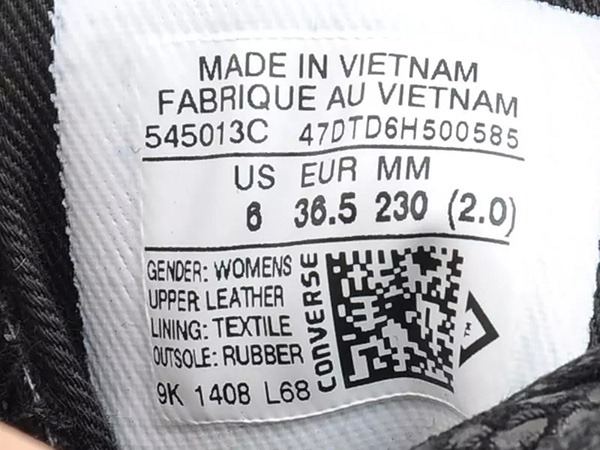 MADE IN VIETNAM
FABRIQUE AU VIETNAM
545013C 47DTD6H500585
US EUR MM
6 36.5 230 (2.0)
GENDER: WOMENS
UPPER LEATHER
LINING: TEXTILE
OUTSOLE: RUBBER
9K 1408 L68
CONVERSE
TM